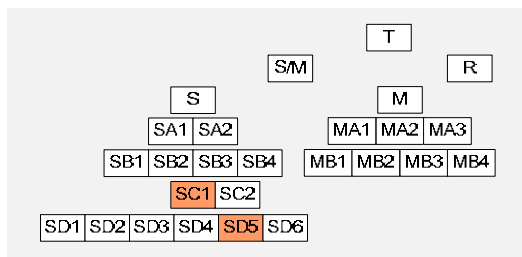 T
S/M R
S M
SA1 SA2 MA1 MA2 MA3
SB1 SB2 SB3 SB4 MB1 MB2 MB3 MB4
SC1 SC2
SD1 SD2 SD3 SD4 SD5 SD6